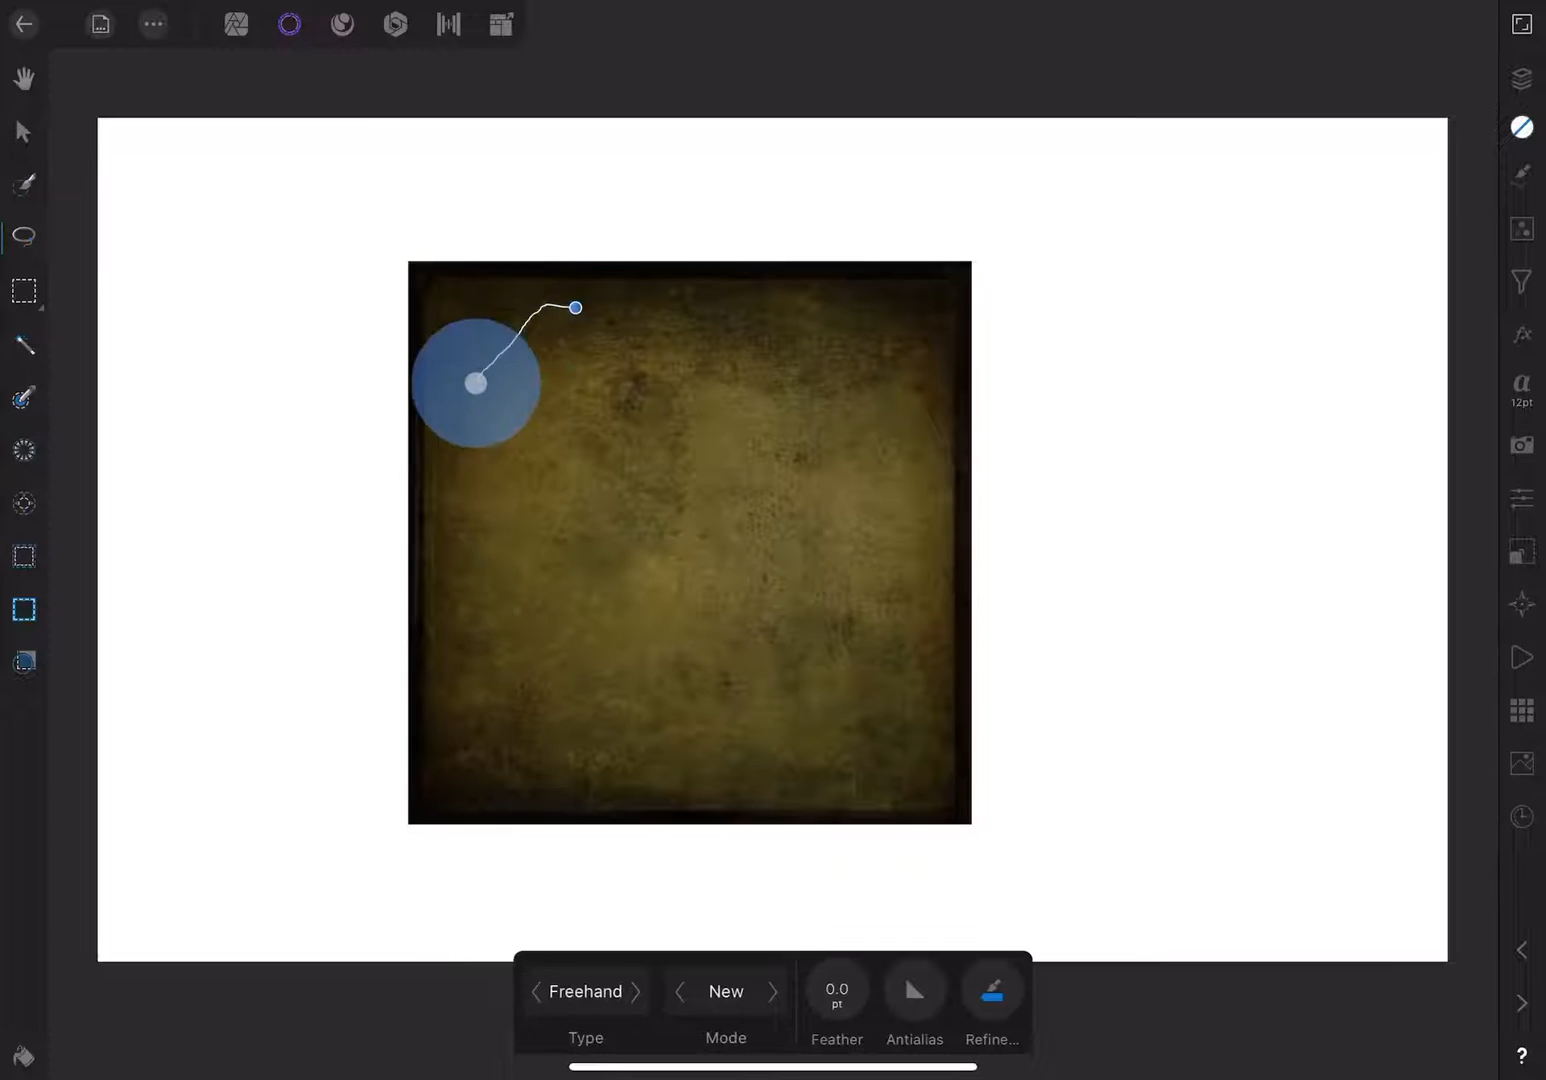 a
12pt
Freehand
New
0.0
pt
Type
Mode
Feather
Antialias
Refine...
?